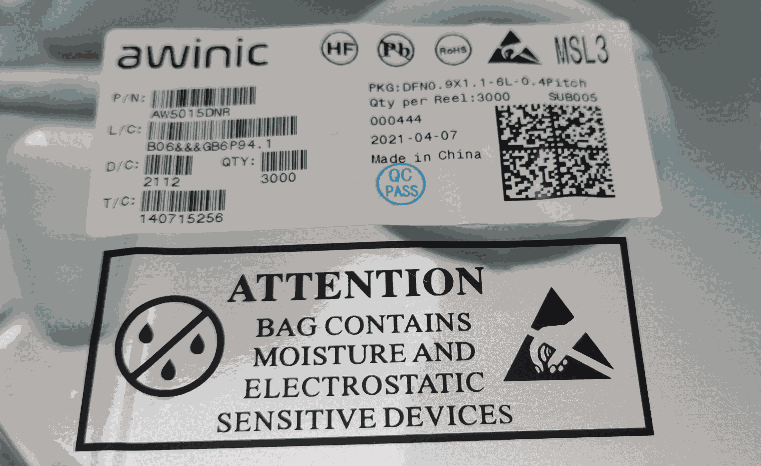 awinic
HF
Pb
RoHS
MSL3
P/N:
AW5015DNR
L/C:
B06&&&GB6P94.1
D/C:
2112
QTY:
3000
T/C:
140715256
PKG:DFN0.9X1.1-6L-0.4Pitch
Qty per Reel:3000 SUB005
000444
2021-04-07
Made in China
QC
PASS
ATTENTION
BAG CONTAINS
MOISTURE AND
ELECTROSTATIC
SENSITIVE DEVICES